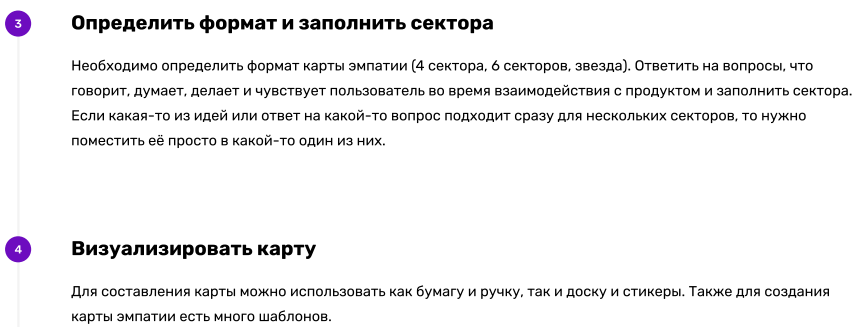 3
Определить формат и заполнить сектора
Необходимо определить формат карты эмпатии (4 сектора, 6 секторов, звезда). Ответить на вопросы, что
говорит, думает, делает и чувствует пользователь во время взаимодействия с продуктом и заполнить сектора.
Если какая-то из идей или ответ на какой-то вопрос подходит сразу для нескольких секторов, то нужно
поместить её просто в какой-то один из них.
4
Визуализировать карту
Для составления карты можно использовать как бумагу и ручку, так и доску и стикеры. Также для создания
карты эмпатии есть много шаблонов.